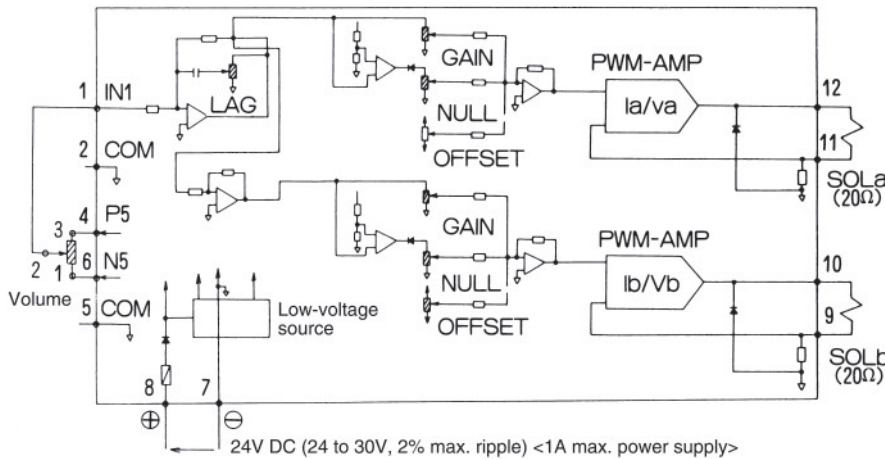 1 IN1
LAG
GAIN
NULL
OFFSET
PWM-AMP
Ia/va
12
11
SOLa
(20Ω)
2 COM
4 P5
3
2
1
6 N5
Volume
5 COM
Low-voltage
source
GAIN
NULL
OFFSET
PWM-AMP
Ib/Vb
10
9
SOLb
(20Ω)
8 7
⊕ ⊖
24V DC (24 to 30V, 2% max. ripple) <1A max. power supply>